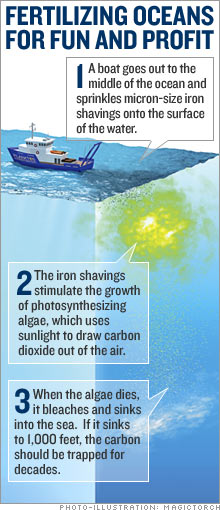 FERTILIZING OCEANS
FOR FUN AND PROFIT
1 A boat goes out to the
middle of the ocean and
sprinkles micron-size iron
shavings onto the surface
of the water.
2 The iron shavings
stimulate the growth
of photosynthesizing
algae, which uses
sunlight to draw carbon
dioxide out of the air.
3 When the algae dies,
it bleaches and sinks
into the sea. If it sinks
to 1,000 feet, the carbon
should be trapped for
decades.
PHOTO-ILLUSTRATION: MAGICTORCH